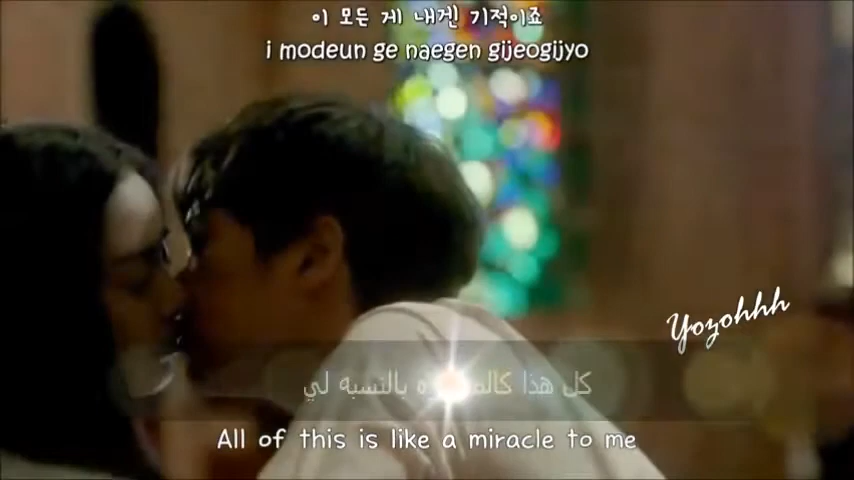 이 모든 게 내겐 기적이죠
i modeun ge naegen gijeogijyo
Yozohhh
كل هذا بالنسبه لي
All of this is like a miracle to me